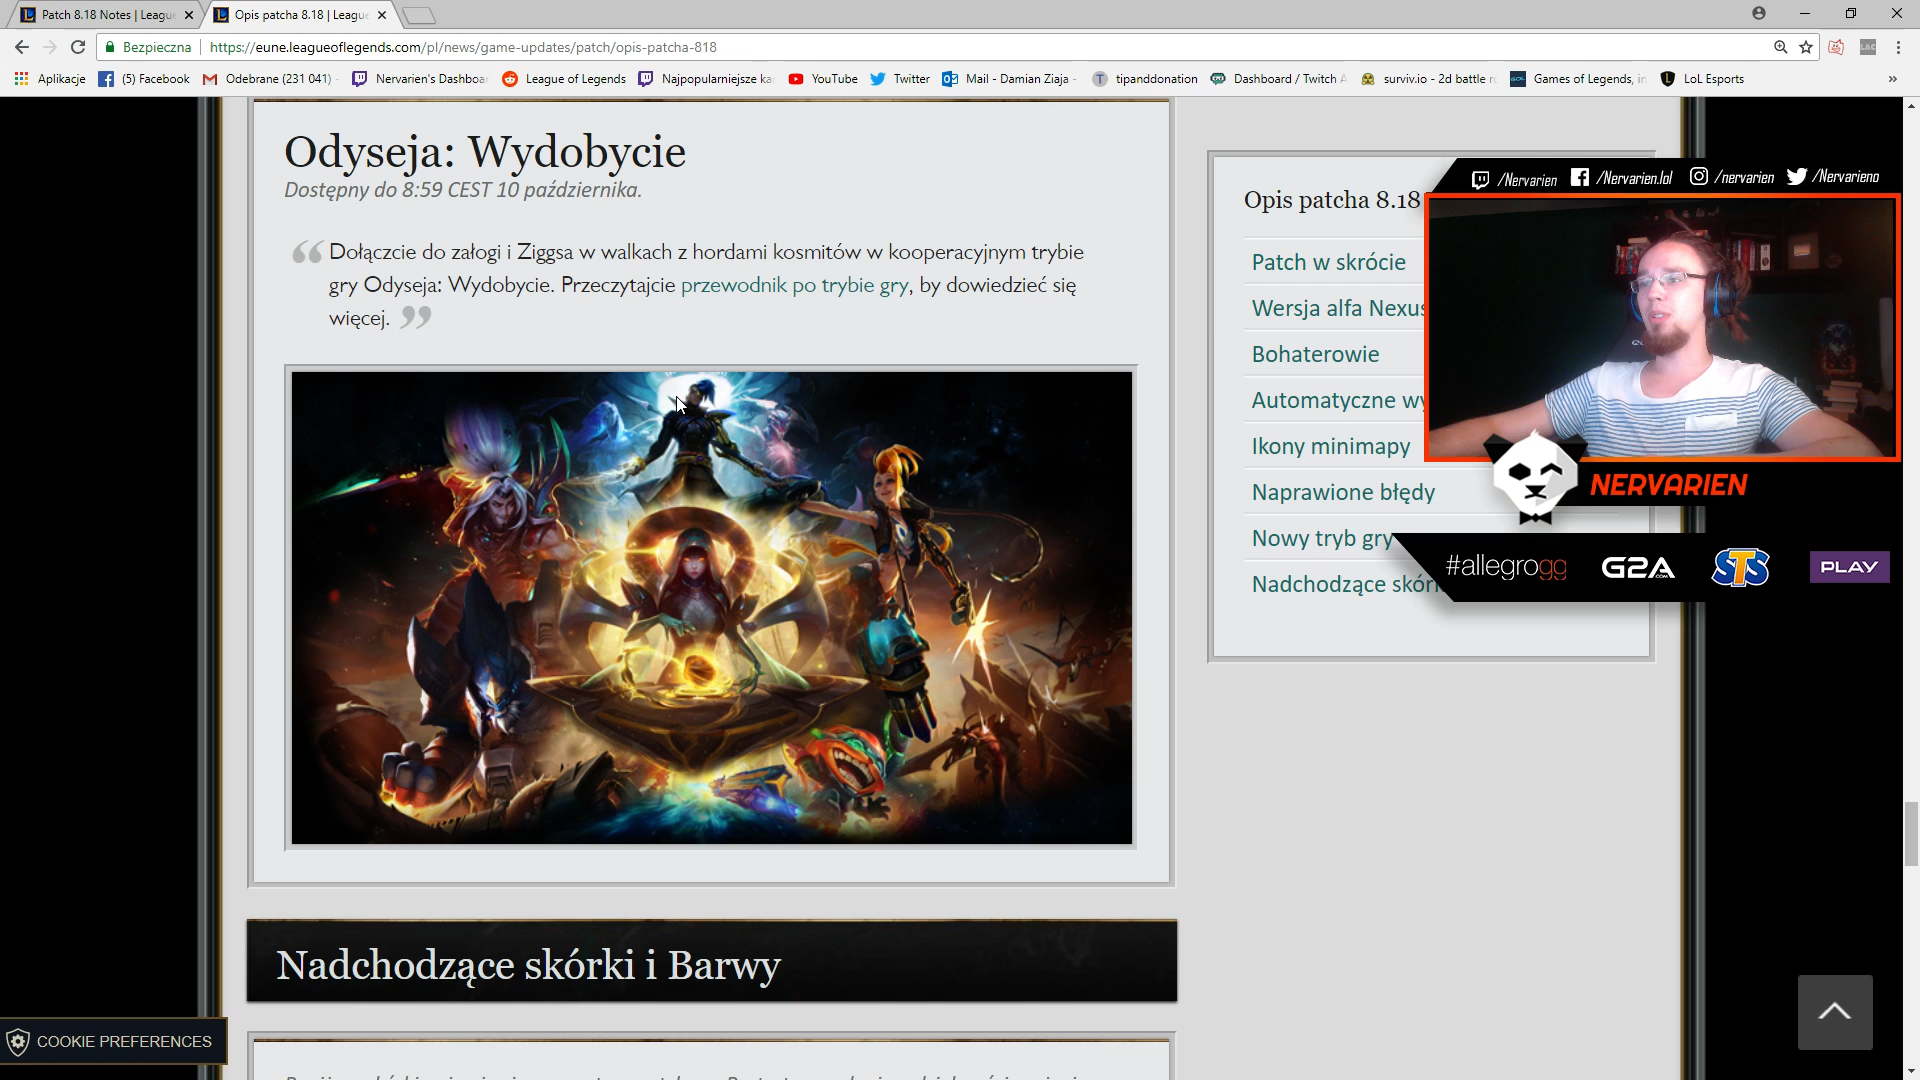 Patch 8.18 Notes | League
Opis patcha 8.18 | Leagu
Bezpieczna
https://eune.leagueoflegends.com/pl/news/game-updates/patch/opis-patcha-818
Aplikacje
(5) Facebook
Odebrane (231 041) -
Nervarien's Dashboa
League of Legends
Najpopularniejsze ka
YouTube
Twitter
Mail - Damian Ziaja -
tipanddonation
Dashboard / Twitch A
surviv.io - 2d battle ro
Games of Legends, in
LoL Esports
»
Odyseja: Wydobycie
Dostępny do 8:59 CEST 10 października.
Dołączcie do załogi i Ziggsa w walkach z hordami kosmitów w kooperacyjnym trybie
gry Odyseja: Wydobycie. Przeczytajcie przewodnik po trybie gry, by dowiedzieć się
więcej.
Nadchodzące skórki i Barwy
COOKIE PREFERENCES
Opis patcha 8.18
Patch w skrócie
Wersja alfa Nexus
Bohaterowie
Automatyczne wy
Ikony minimapy
Naprawione błędy
Nowy tryb gry
Nadchodzące skórk
/Nervarien
/Nervarien.lol
/nervarien
/Nervarieno
NERVARIEN
#allegrogg
G2A.COM
STS
PLAY